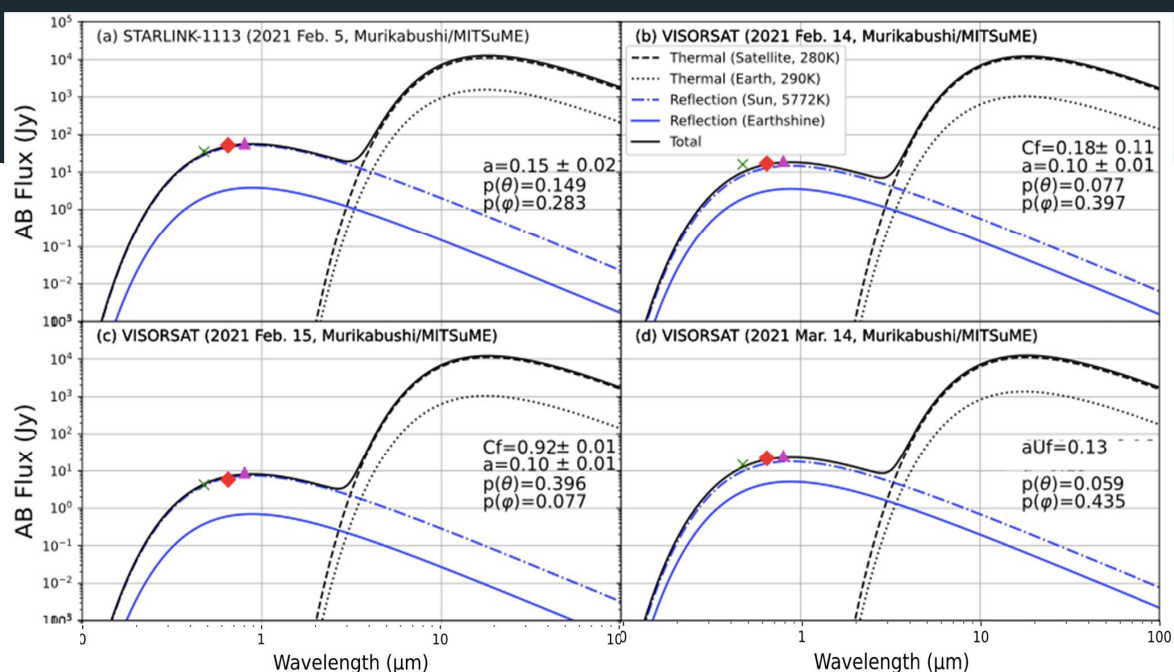 (a) STARLINK-1113 (2021 Feb. 5, Murikabushi/MITSuME)
AB Flux (Jy)
10⁵
10⁴
10³
10²
10¹
10⁰
10⁻¹
10⁻²
a=0.15 ± 0.02
p(θ)=0.149
p(φ)=0.283
(b) VISORSAT (2021 Feb. 14, Murikabushi/MITSuME)
Thermal (Satellite, 280K)
Thermal (Earth, 290K)
Reflection (Sun, 5772K)
Reflection (Earthshine)
Total
Cf=0.18± 0.11
a=0.10 ± 0.01
p(θ)=0.077
p(φ)=0.397
(c) VISORSAT (2021 Feb. 15, Murikabushi/MITSuME)
AB Flux (Jy)
10⁴
10³
10²
10¹
10⁰
10⁻¹
10⁻²
Cf=0.92± 0.01
a=0.10 ± 0.01
p(θ)=0.396
p(φ)=0.077
0 1 10
Wavelength (μm)
(d) VISORSAT (2021 Mar. 14, Murikabushi/MITSuME)
aUf=0.13
p(θ)=0.059
p(φ)=0.435
1 10 100
Wavelength (μm)